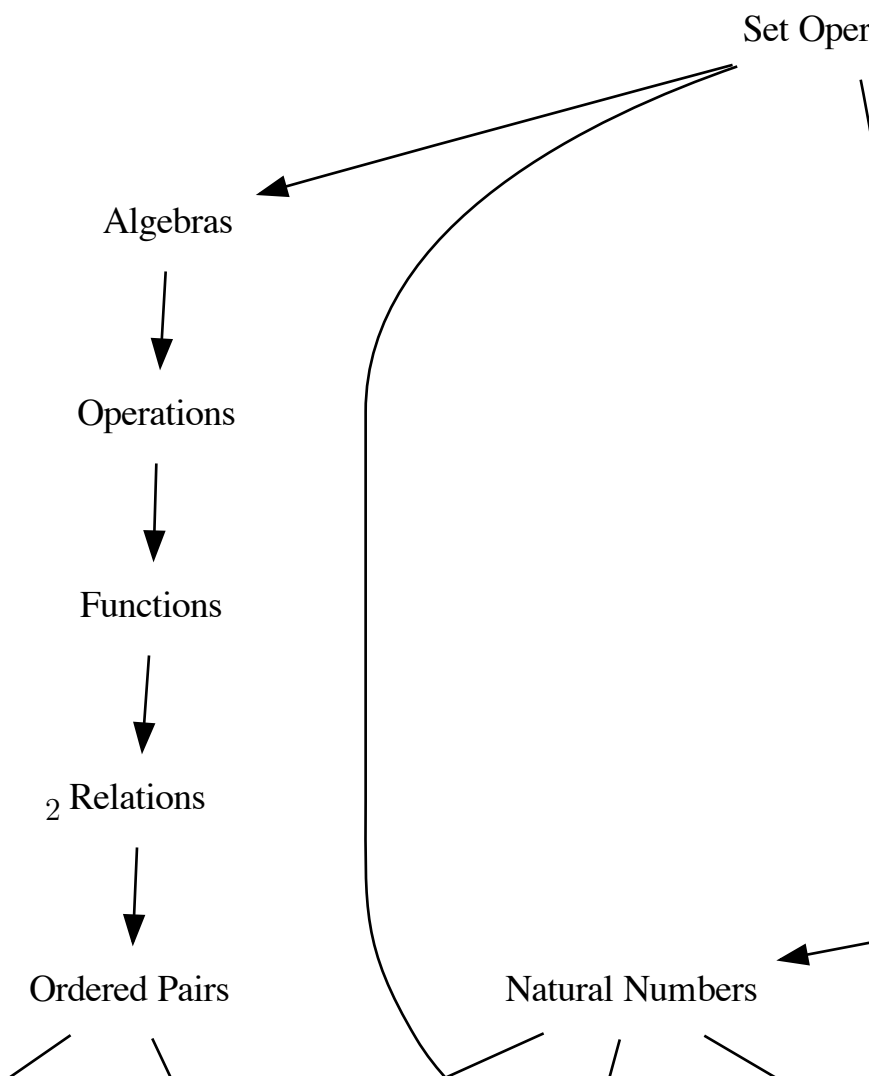 Set Oper
Algebras
Operations
Functions
2 Relations
Ordered Pairs
Natural Numbers